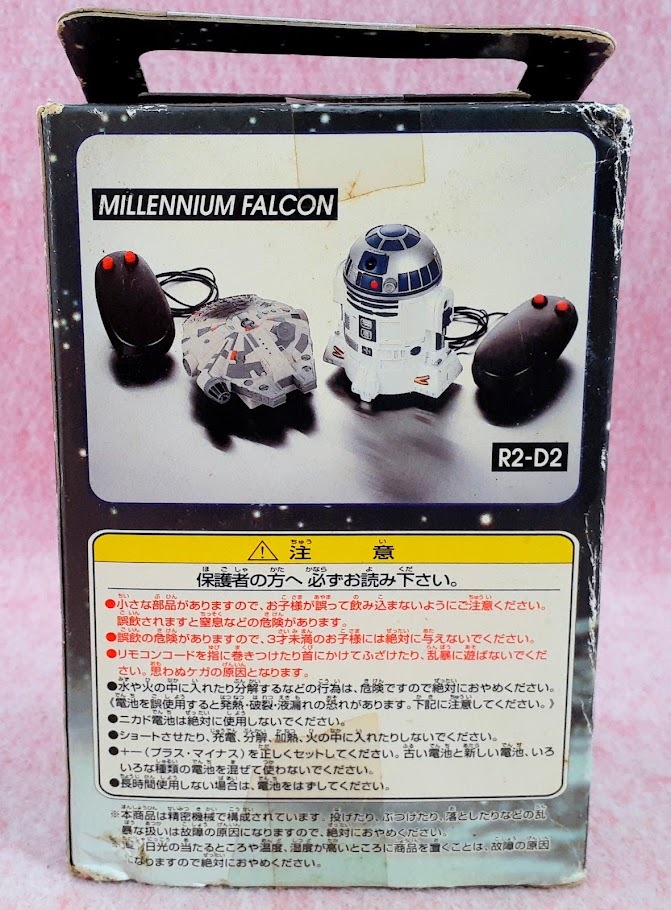 MILLENNIUM FALCON
R2-D2
⚠注意
保護者の方へ 必ずお読み下さい。
●小さな部品がありますので、お子様が誤って飲み込まないようにご注意ください。
誤飲されますと窒息などの危険があります。
●誤飲の危険がありますので、3才未満のお子様には絶対に与えないでください。
●リモコンコードを指に巻きつけたり首にかけてふざけたり、乱暴に遊ばないでくだ
さい。思わぬケガの原因となります。
●水や火の中に入れたり分解するなどの行為は、危険ですので絶対におやめください。
《電池を誤使用すると発熱・破裂・液漏れの恐れがあります。下記に注意してください。》
●ニカド電池は絶対に使用しないでください。
●ショートさせたり、充電、分解、加熱、火の中に入れたりしないでください。
●+−(プラス・マイナス)を正しくセットしてください。古い電池と新しい電池、いろ
いろな種類の電池を混ぜて使わないでください。
●長時間使用しない場合は、電池をはずしてください。
※本商品は精密機械で構成されています。投げたり、ぶつけたり、落としたりなどの乱
暴な扱いは故障の原因になりますので、絶対におやめください。
日光の当たるところや温度、湿度が高いところに商品を置くことは、故障の原因
になりますので絶対におやめください。